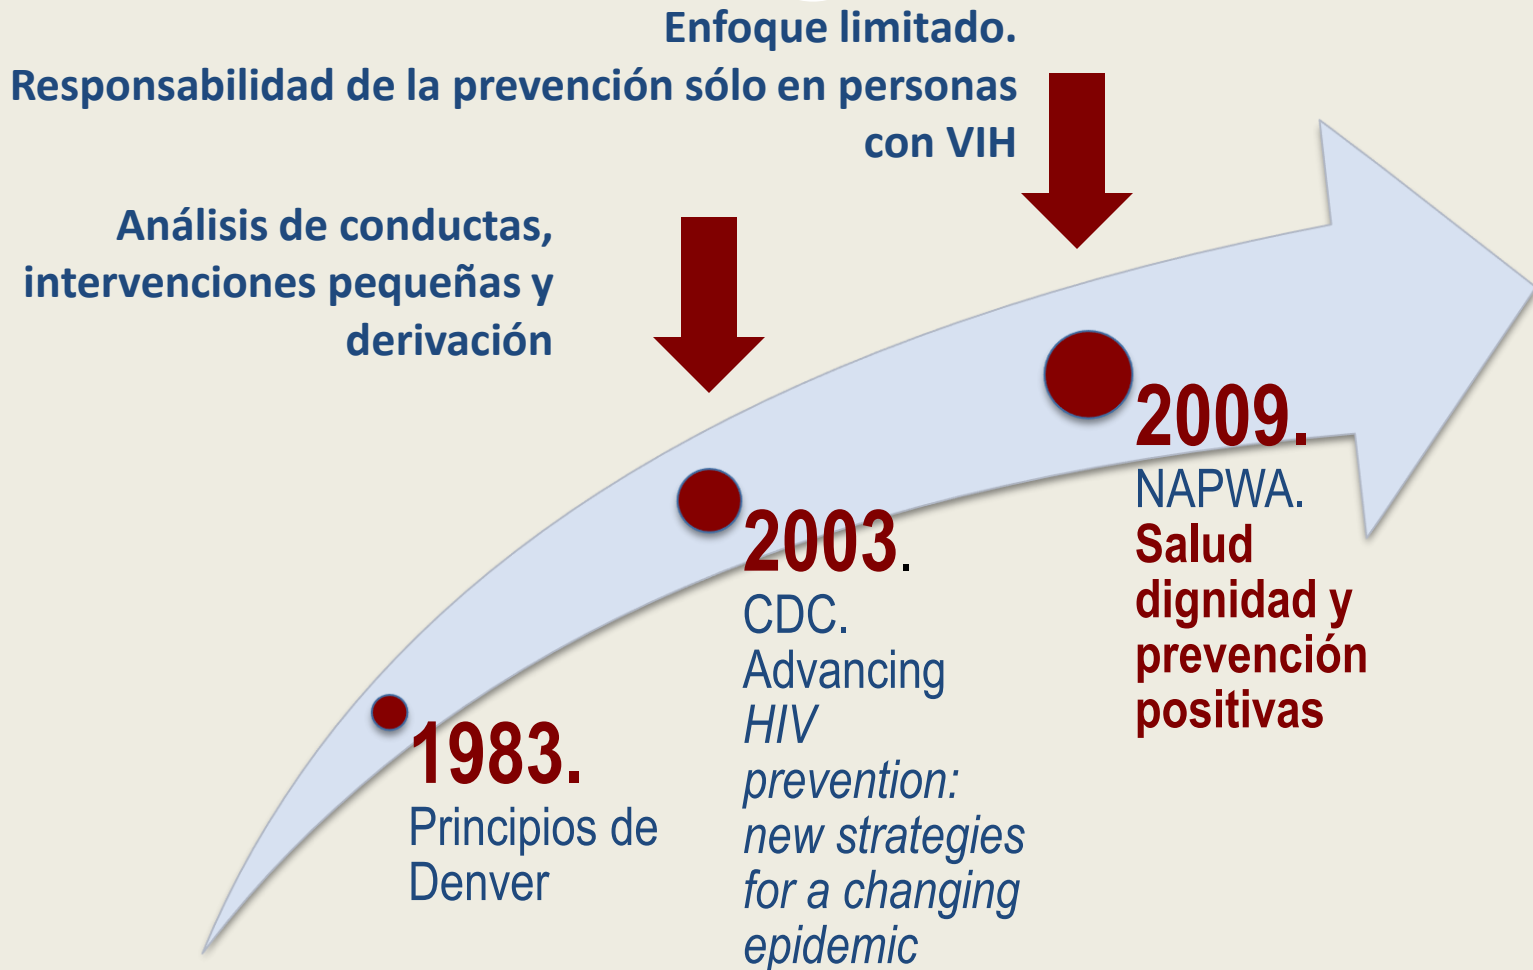 Enfoque limitado.
Responsabilidad de la prevención sólo en personas
con VIH
Análisis de conductas,
intervenciones pequeñas y
derivación
1983.
Principios de
Denver
2003.
CDC.
Advancing
HIV
prevention:
new strategies
for a changing
epidemic
2009.
NAPWA.
Salud
dignidad y
prevención
positivas